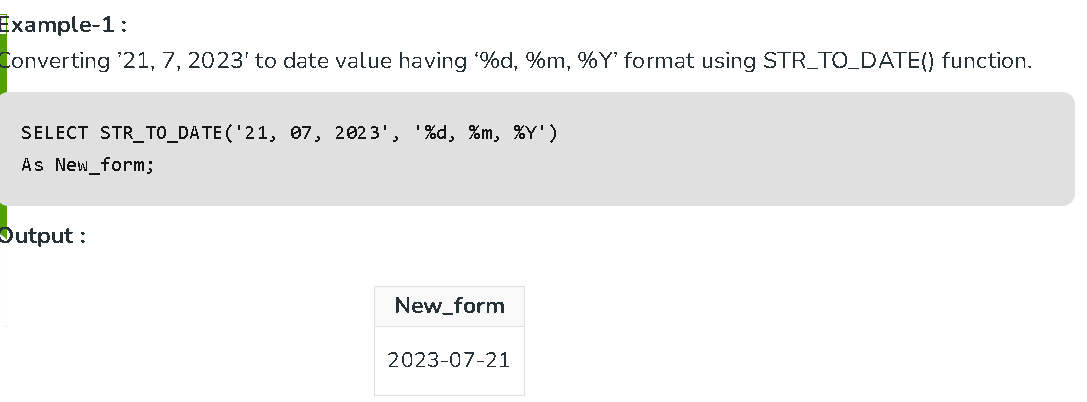 Example-1 :
Converting ’21, 7, 2023′ to date value having ‘%d, %m, %Y’ format using STR_TO_DATE() function.
SELECT STR_TO_DATE('21, 07, 2023', '%d, %m, %Y')
As New_form;
Output :
New_form
2023-07-21